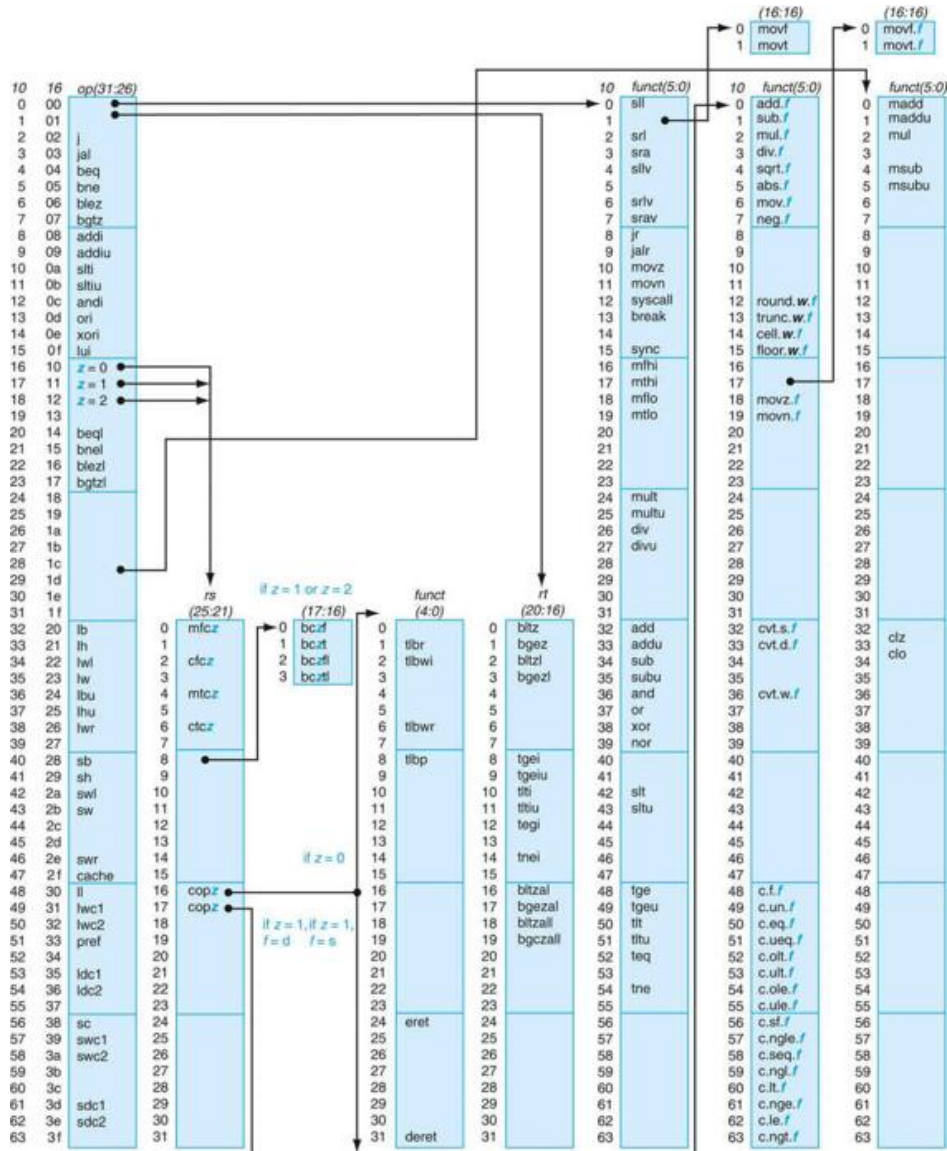 (16:16) (16:16)
0 movf 0 movf.f
1 movt 1 movt.f
10 16 op(31:26) 10 funct(5:0) 10 funct(5:0) 10 funct(5:0)
0 00 0 sll 0 add.f 0 madd
1 01 1 1 sub.f 1 maddu
2 02 j 2 srl 2 mul.f 2 mul
3 03 jal 3 sra 3 div.f 3
4 04 beq 4 sllv 4 sqrt.f 4 msub
5 05 bne 5 5 abs.f 5 msubu
6 06 blez 6 srlv 6 mov.f 6
7 07 bgtz 7 srav 7 neg.f 7
8 08 addi 8 jr 8 8
9 09 addiu 9 jalr 9 9
10 0a slti 10 movz 10 10
11 0b sltiu 11 movn 11 11
12 0c andi 12 syscall 12 round.w.f 12
13 0d ori 13 break 13 trunc.w.f 13
14 0e xori 14 14 cell.w.f 14
15 0f lui 15 sync 15 floor.w.f 15
16 10 z = 0 16 mfhi 16 16
17 11 z = 1 17 mthi 17 17
18 12 z = 2 18 mflo 18 movz.f 18
19 13 19 mtlo 19 movn.f 19
20 14 beql 20 20 20
21 15 bnel 21 21 21
22 16 blezl 22 22 22
23 17 bgtzl 23 23 23
24 18 24 mult 24 24
25 19 25 multu 25 25
26 1a 26 div 26 26
27 1b 27 divu 27 27
28 1c 28 28 28
29 1d 29 29 29
30 1e rs if z = 1 or z = 2 funct rt 30 30 30
31 1f (25:21) (17:16) (4:0) (20:16) 31 31 31
32 20 lb 0 mfcz 0 bczf 0 0 bltz 32 add 32 cvt.s.f 32
33 21 lh 1 1 bczt 1 tlbr 1 bgez 33 addu 33 cvt.d.f 33 clz
34 22 lwl 2 cfcz 2 bczfl 2 tlbwi 2 bltzl 34 sub 34 34 clo
35 23 lw 3 3 bcztl 3 3 bgezl 35 subu 35 35
36 24 lbu 4 mtcz 4 4 36 and 36 cvt.w.f 36
37 25 lhu 5 5 5 37 or 37 37
38 26 lwr 6 ctcz 6 tlbwr 6 38 xor 38 38
39 27 7 7 7 39 nor 39 39
40 28 sb 8 8 tlbp 8 tgei 40 40 40
41 29 sh 9 9 9 tgeiu 41 41 41
42 2a swl 10 10 10 tlti 42 slt 42 42
43 2b sw 11 11 11 tltiu 43 sltu 43 43
44 2c 12 12 12 tegi 44 44 44
45 2d 13 13 13 45 45 45
46 2e swr 14 if z = 0 14 14 tnei 46 46 46
47 2f cache 15 15 15 47 47 47
48 30 ll 16 copz 16 16 bltzal 48 tge 48 c.f.f 48
49 31 lwc1 17 copz 17 17 bgezal 49 tgeu 49 c.un.f 49
50 32 lwc2 18 if z = 1, if z = 1, 18 18 bltzall 50 tlt 50 c.eq.f 50
51 33 pref 19 f = d f = s 19 19 bgczall 51 tltu 51 c.ueq.f 51
52 34 20 20 20 52 teq 52 c.olt.f 52
53 35 ldc1 21 21 21 53 53 c.ult.f 53
54 36 ldc2 22 22 22 54 tne 54 c.ole.f 54
55 37 23 23 23 55 55 c.ule.f 55
56 38 sc 24 24 eret 24 56 56 c.sf.f 56
57 39 swc1 25 25 25 57 57 c.ngle.f 57
58 3a swc2 26 26 26 58 58 c.seq.f 58
59 3b 27 27 27 59 59 c.ngl.f 59
60 3c 28 28 28 60 60 c.lt.f 60
61 3d sdc1 29 29 29 61 61 c.nge.f 61
62 3e sdc2 30 30 30 62 62 c.le.f 62
63 3f 31 31 deret 31 63 63 c.ngt.f 63